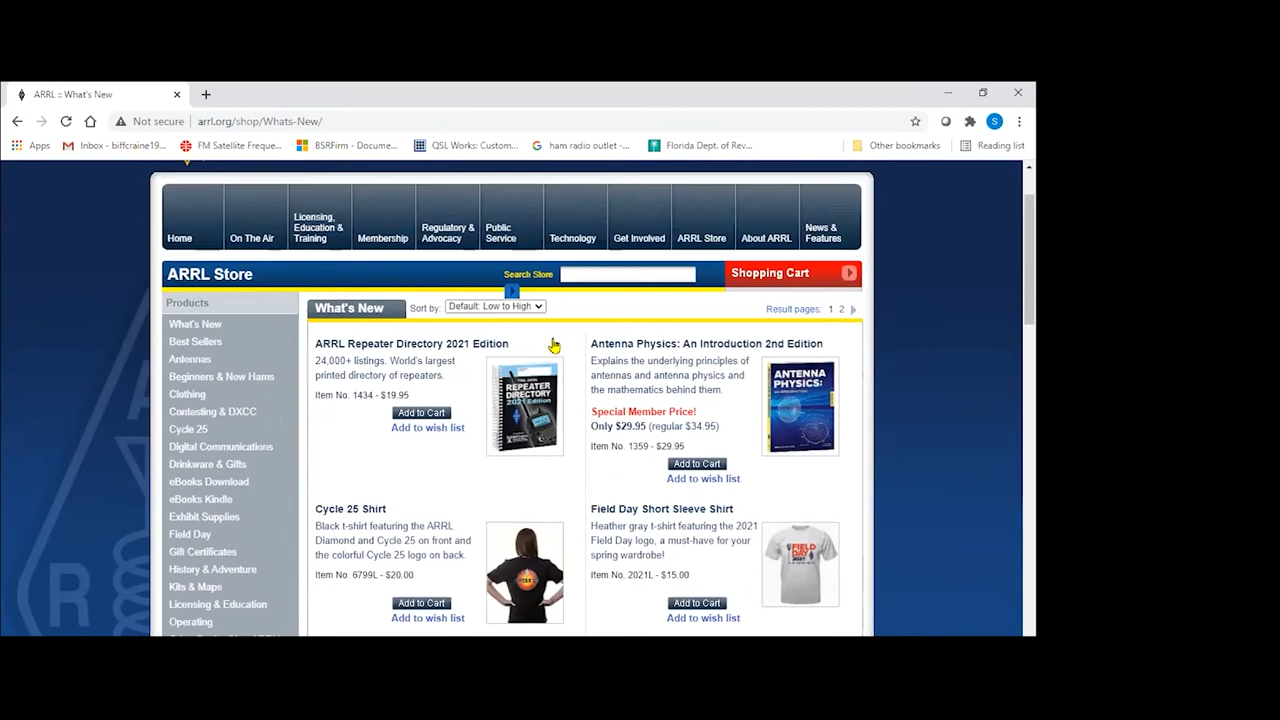 ARRL :: What's New
Not secure
arrl.org/shop/Whats-New/
S
Apps
Inbox - biffcraine19...
FM Satellite Freque...
BSRFirm - Docume...
QSL Works: Custom...
ham radio outlet -...
Florida Dept. of Rev...
Other bookmarks
Reading list
Home
On The Air
Licensing,
Education &
Training
Membership
Regulatory &
Advocacy
Public
Service
Technology
Get Involved
ARRL Store
About ARRL
News &
Features
ARRL Store
Search Store
Shopping Cart
Products
What's New
Best Sellers
Antennas
Beginners & New Hams
Clothing
Contesting & DXCC
Cycle 25
Digital Communications
Drinkware & Gifts
eBooks Download
eBooks Kindle
Exhibit Supplies
Field Day
Gift Certificates
History & Adventure
Kits & Maps
Licensing & Education
Operating
What's New
Sort by:
Default: Low to High
Result pages: 1 2
ARRL Repeater Directory 2021 Edition
24,000+ listings. World's largest
printed directory of repeaters.
Item No. 1434 - $19.95
Add to Cart
Add to wish list
REPEATER
DIRECTORY
2021 Edition
Antenna Physics: An Introduction 2nd Edition
Explains the underlying principles of
antennas and antenna physics and
the mathematics behind them.
Special Member Price!
Only $29.95 (regular $34.95)
Item No. 1359 - $29.95
Add to Cart
Add to wish list
ANTENNA
PHYSICS:
Cycle 25 Shirt
Black t-shirt featuring the ARRL
Diamond and Cycle 25 on front and
the colorful Cycle 25 logo on back.
Item No. 6799L - $20.00
Add to Cart
Add to wish list
Field Day Short Sleeve Shirt
Heather gray t-shirt featuring the 2021
Field Day logo, a must-have for your
spring wardrobe!
Item No. 2021L - $15.00
Add to Cart
Add to wish list
FIELD
DAY
2021
R